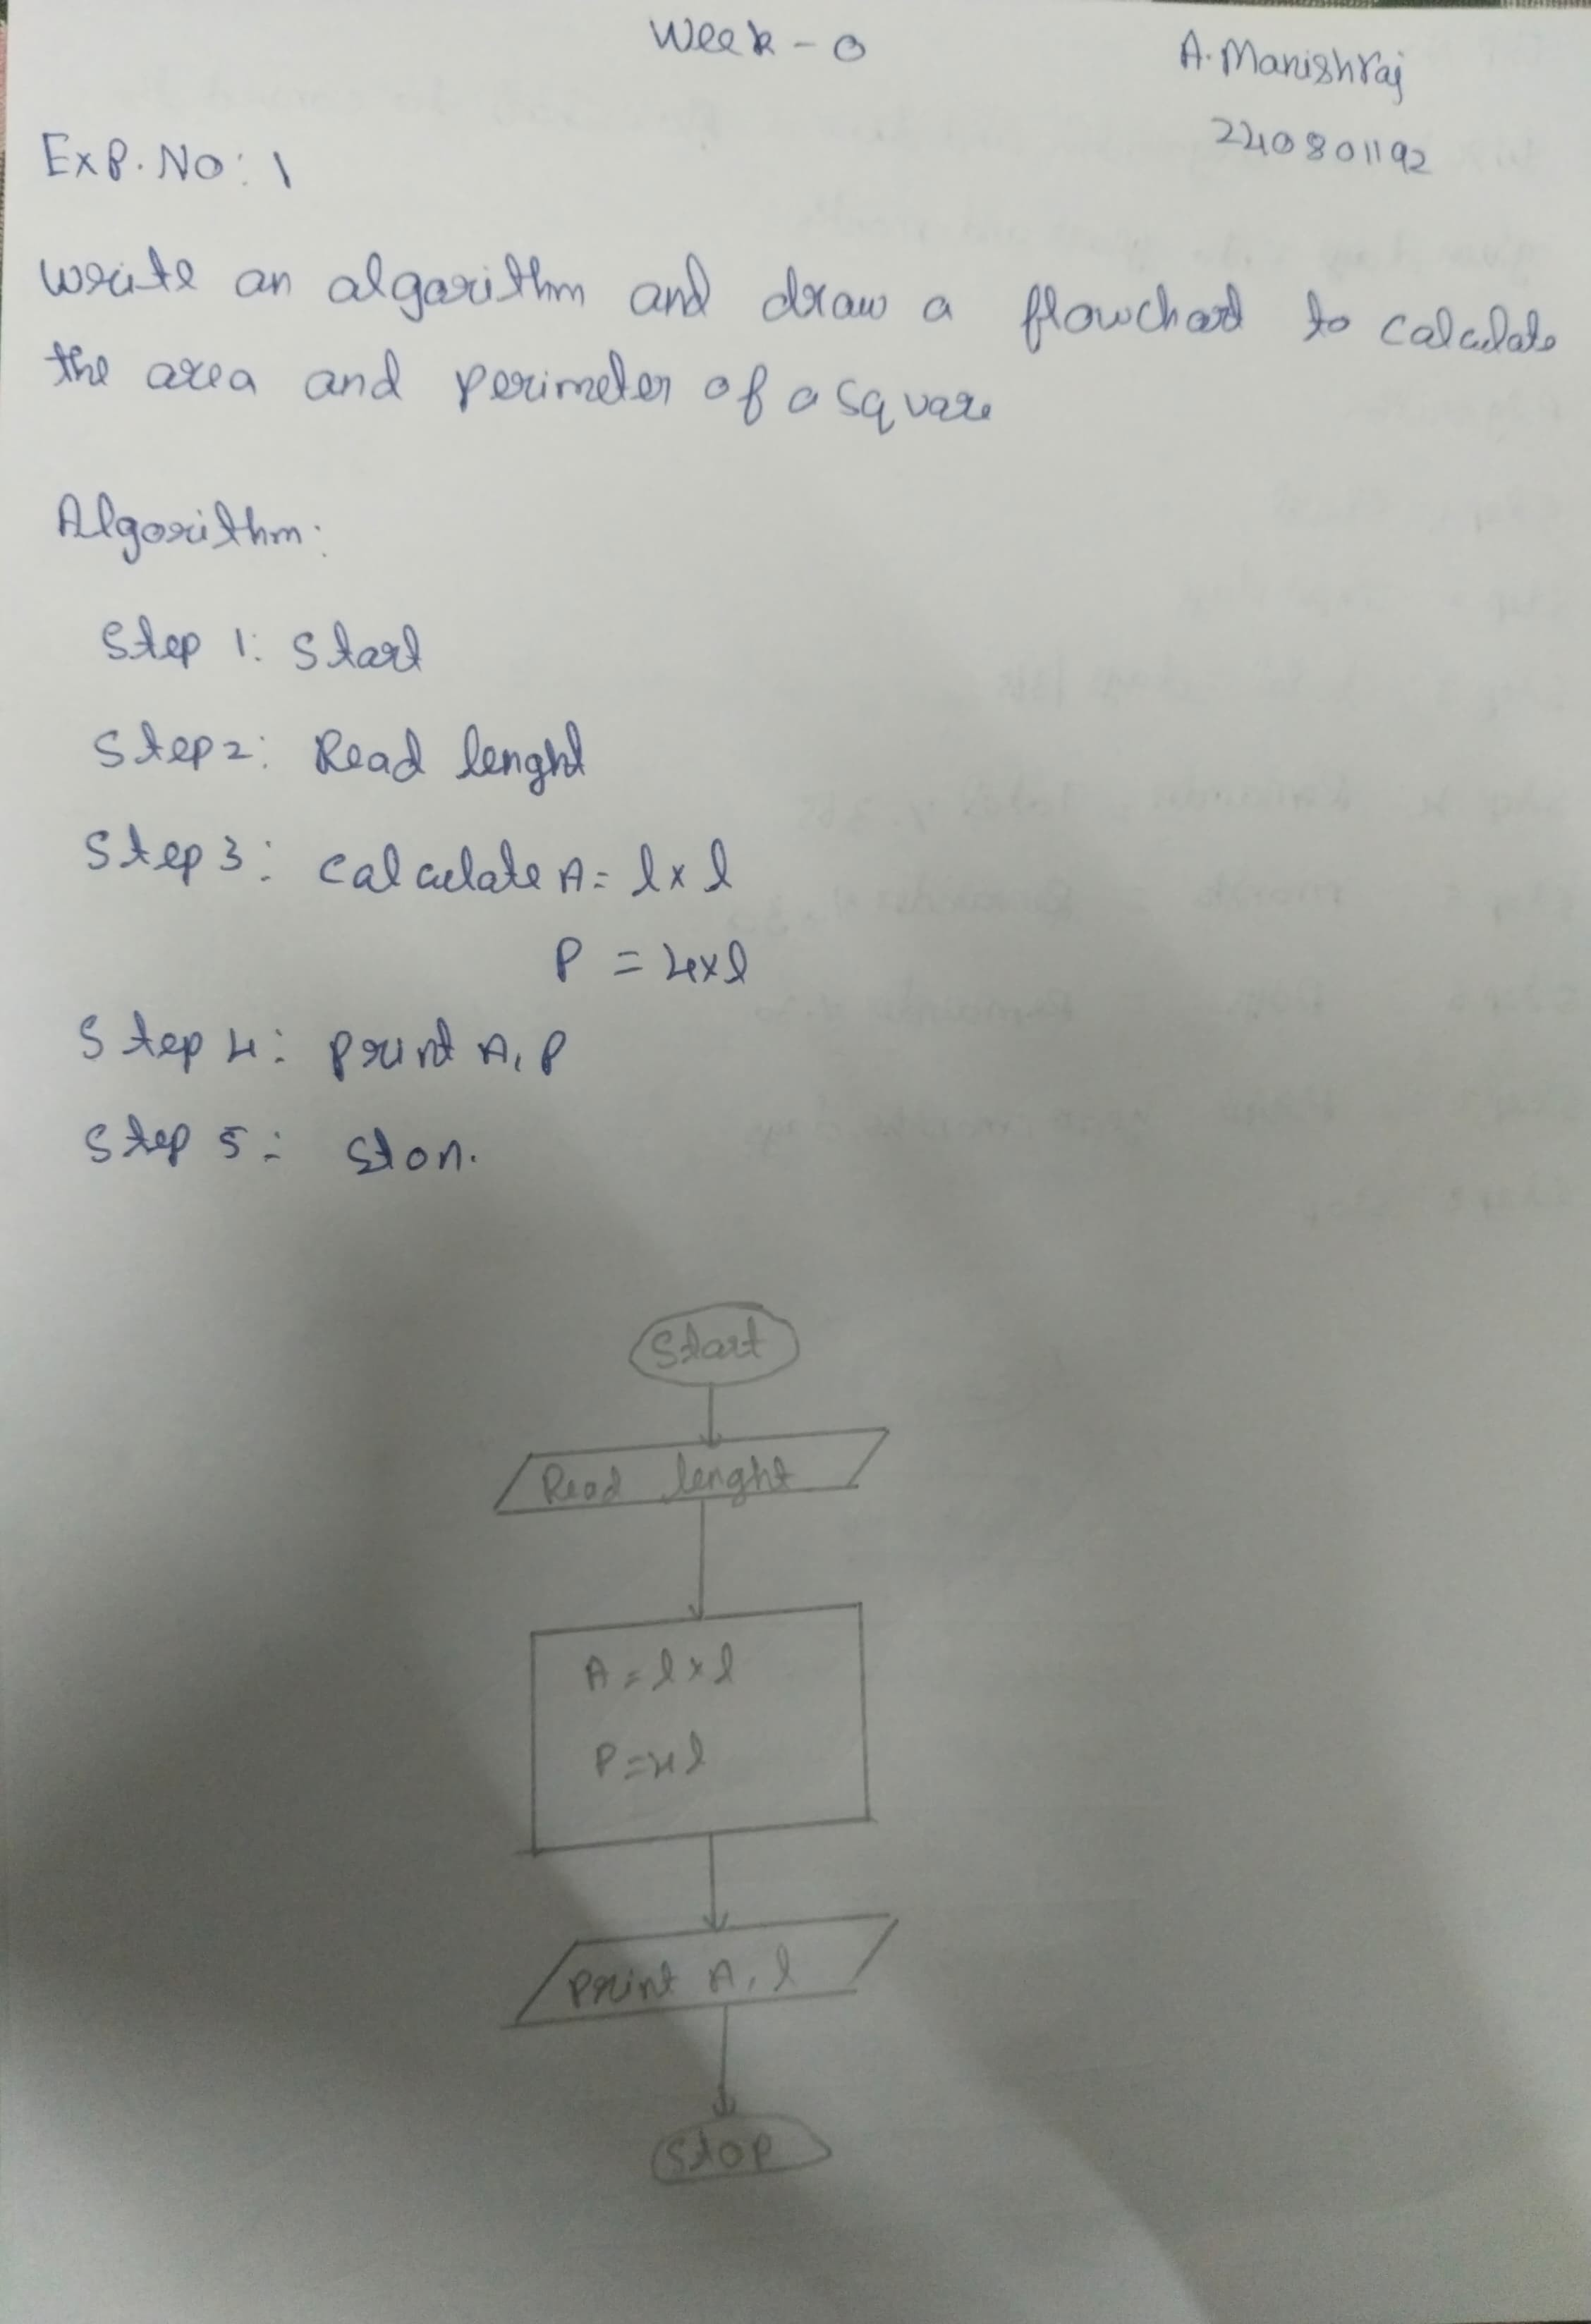 Week - 0
A. Manishraj
240801192
Exp. No: 1
write an algorithm and draw a flowchart to calculate
the area and perimeter of a square
Algorithm:
Step 1: Start
Step 2: Read lenght
Step 3: calculate A = l x l
P = 4 x l
Step 4: print A, P
Step 5: Ston.
Start
Read lenght
A = l x l
P = 4l
print A, l
Stop